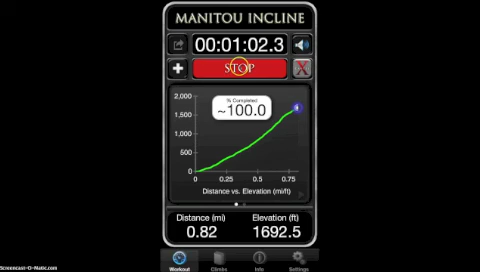 MANITOU INCLINE
00:01:02.3
STOP
X
% Completed
~100.0
2,000
1,500
1,000
500
0
0 0.25 0.5 0.75
Distance vs. Elevation (mi/ft)
Distance (mi) Elevation (ft)
0.82 1692.5
Workout Climbs Info Settings
Screencast-O-Matic.com